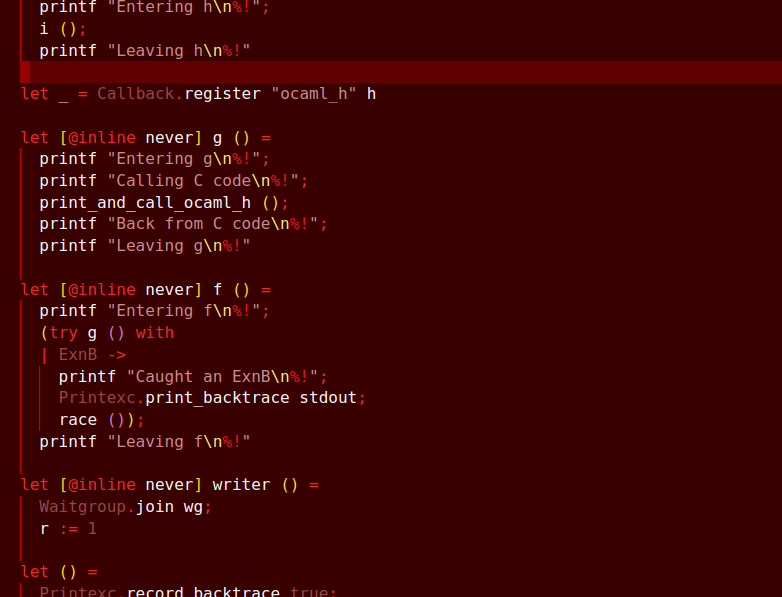 printf "Entering h\n%!";
i ();
printf "Leaving h\n%!"
let _ = Callback.register "ocaml_h" h
let [@inline never] g () =
printf "Entering g\n%!";
printf "Calling C code\n%!";
print_and_call_ocaml_h ();
printf "Back from C code\n%!";
printf "Leaving g\n%!"
let [@inline never] f () =
printf "Entering f\n%!";
(try g () with
| ExnB ->
printf "Caught an ExnB\n%!";
Printexc.print_backtrace stdout;
race ());
printf "Leaving f\n%!"
let [@inline never] writer () =
Waitgroup.join wg;
r := 1
let () =
Printexc.record_backtrace true;